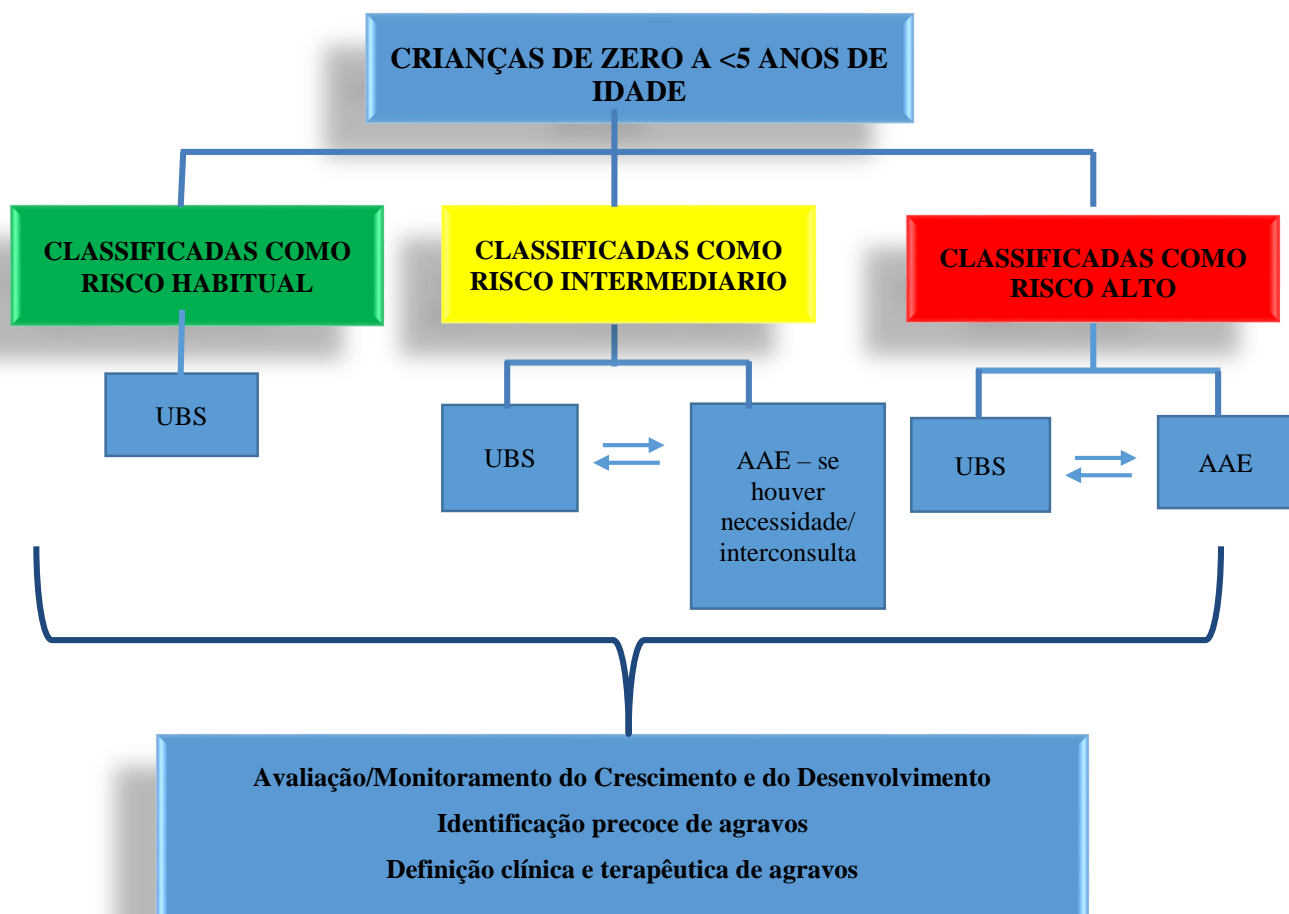 CRIANÇAS DE ZERO A <5 ANOS DE
IDADE
CLASSIFICADAS COMO
RISCO HABITUAL
CLASSIFICADAS COMO
RISCO INTERMEDIARIO
CLASSIFICADAS COMO
RISCO ALTO
UBS
UBS
AAE – se
houver
necessidade/
interconsulta
UBS
AAE
Avaliação/Monitoramento do Crescimento e do Desenvolvimento
Identificação precoce de agravos
Definição clínica e terapêutica de agravos